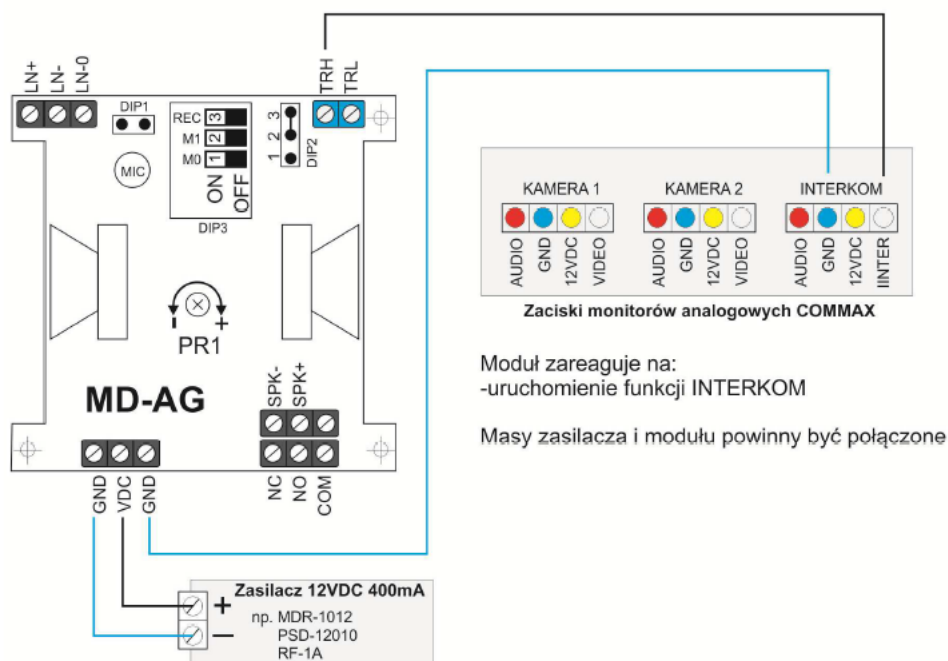 LN+
LN-
LN-0
TRH
TRL
DIP1
MIC
REC 3
M1 2
M0 1
ON
OFF
DIP3
1 2 3
DIP2
- +
PR1
MD-AG
SPK-
SPK+
NC
NO
COM
GND
VDC
GND
KAMERA 1
AUDIO
GND
12VDC
VIDEO
KAMERA 2
AUDIO
GND
12VDC
VIDEO
INTERKOM
AUDIO
GND
12VDC
IINTER
Zaciski monitorów analogowych COMMAX
Moduł zareaguje na:
-uruchomienie funkcji INTERKOM
Masy zasilacza i modułu powinny być połączone
Zasilacz 12VDC 400mA
+
−
np. MDR-1012
PSD-12010
RF-1A